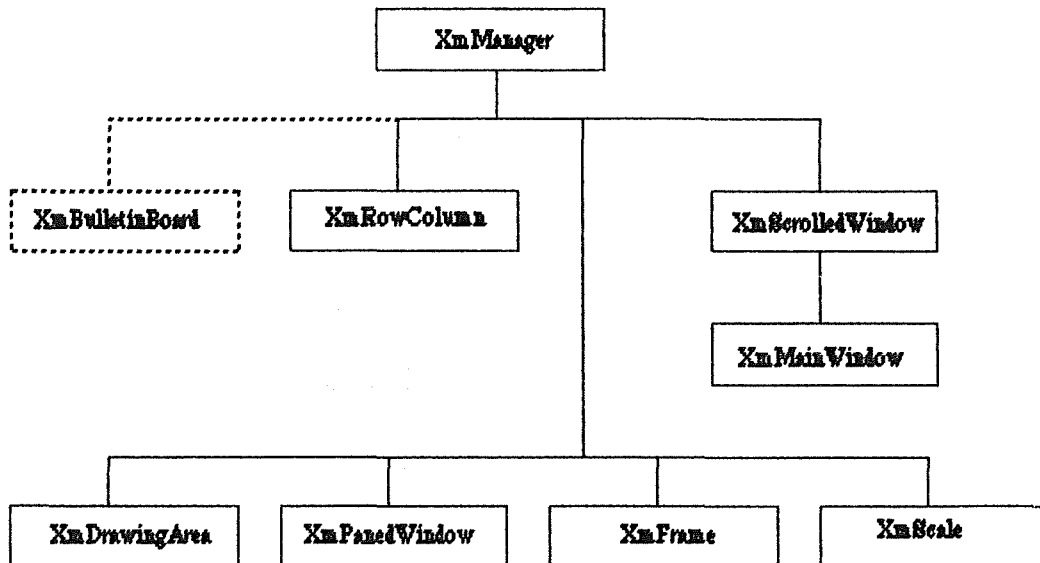 XmManager
XmBulletinBoard
XmRowColumn
XmScrolledWindow
XmMainWindow
XmDrawingArea
XmPanedWindow
XmFrame
XmScale